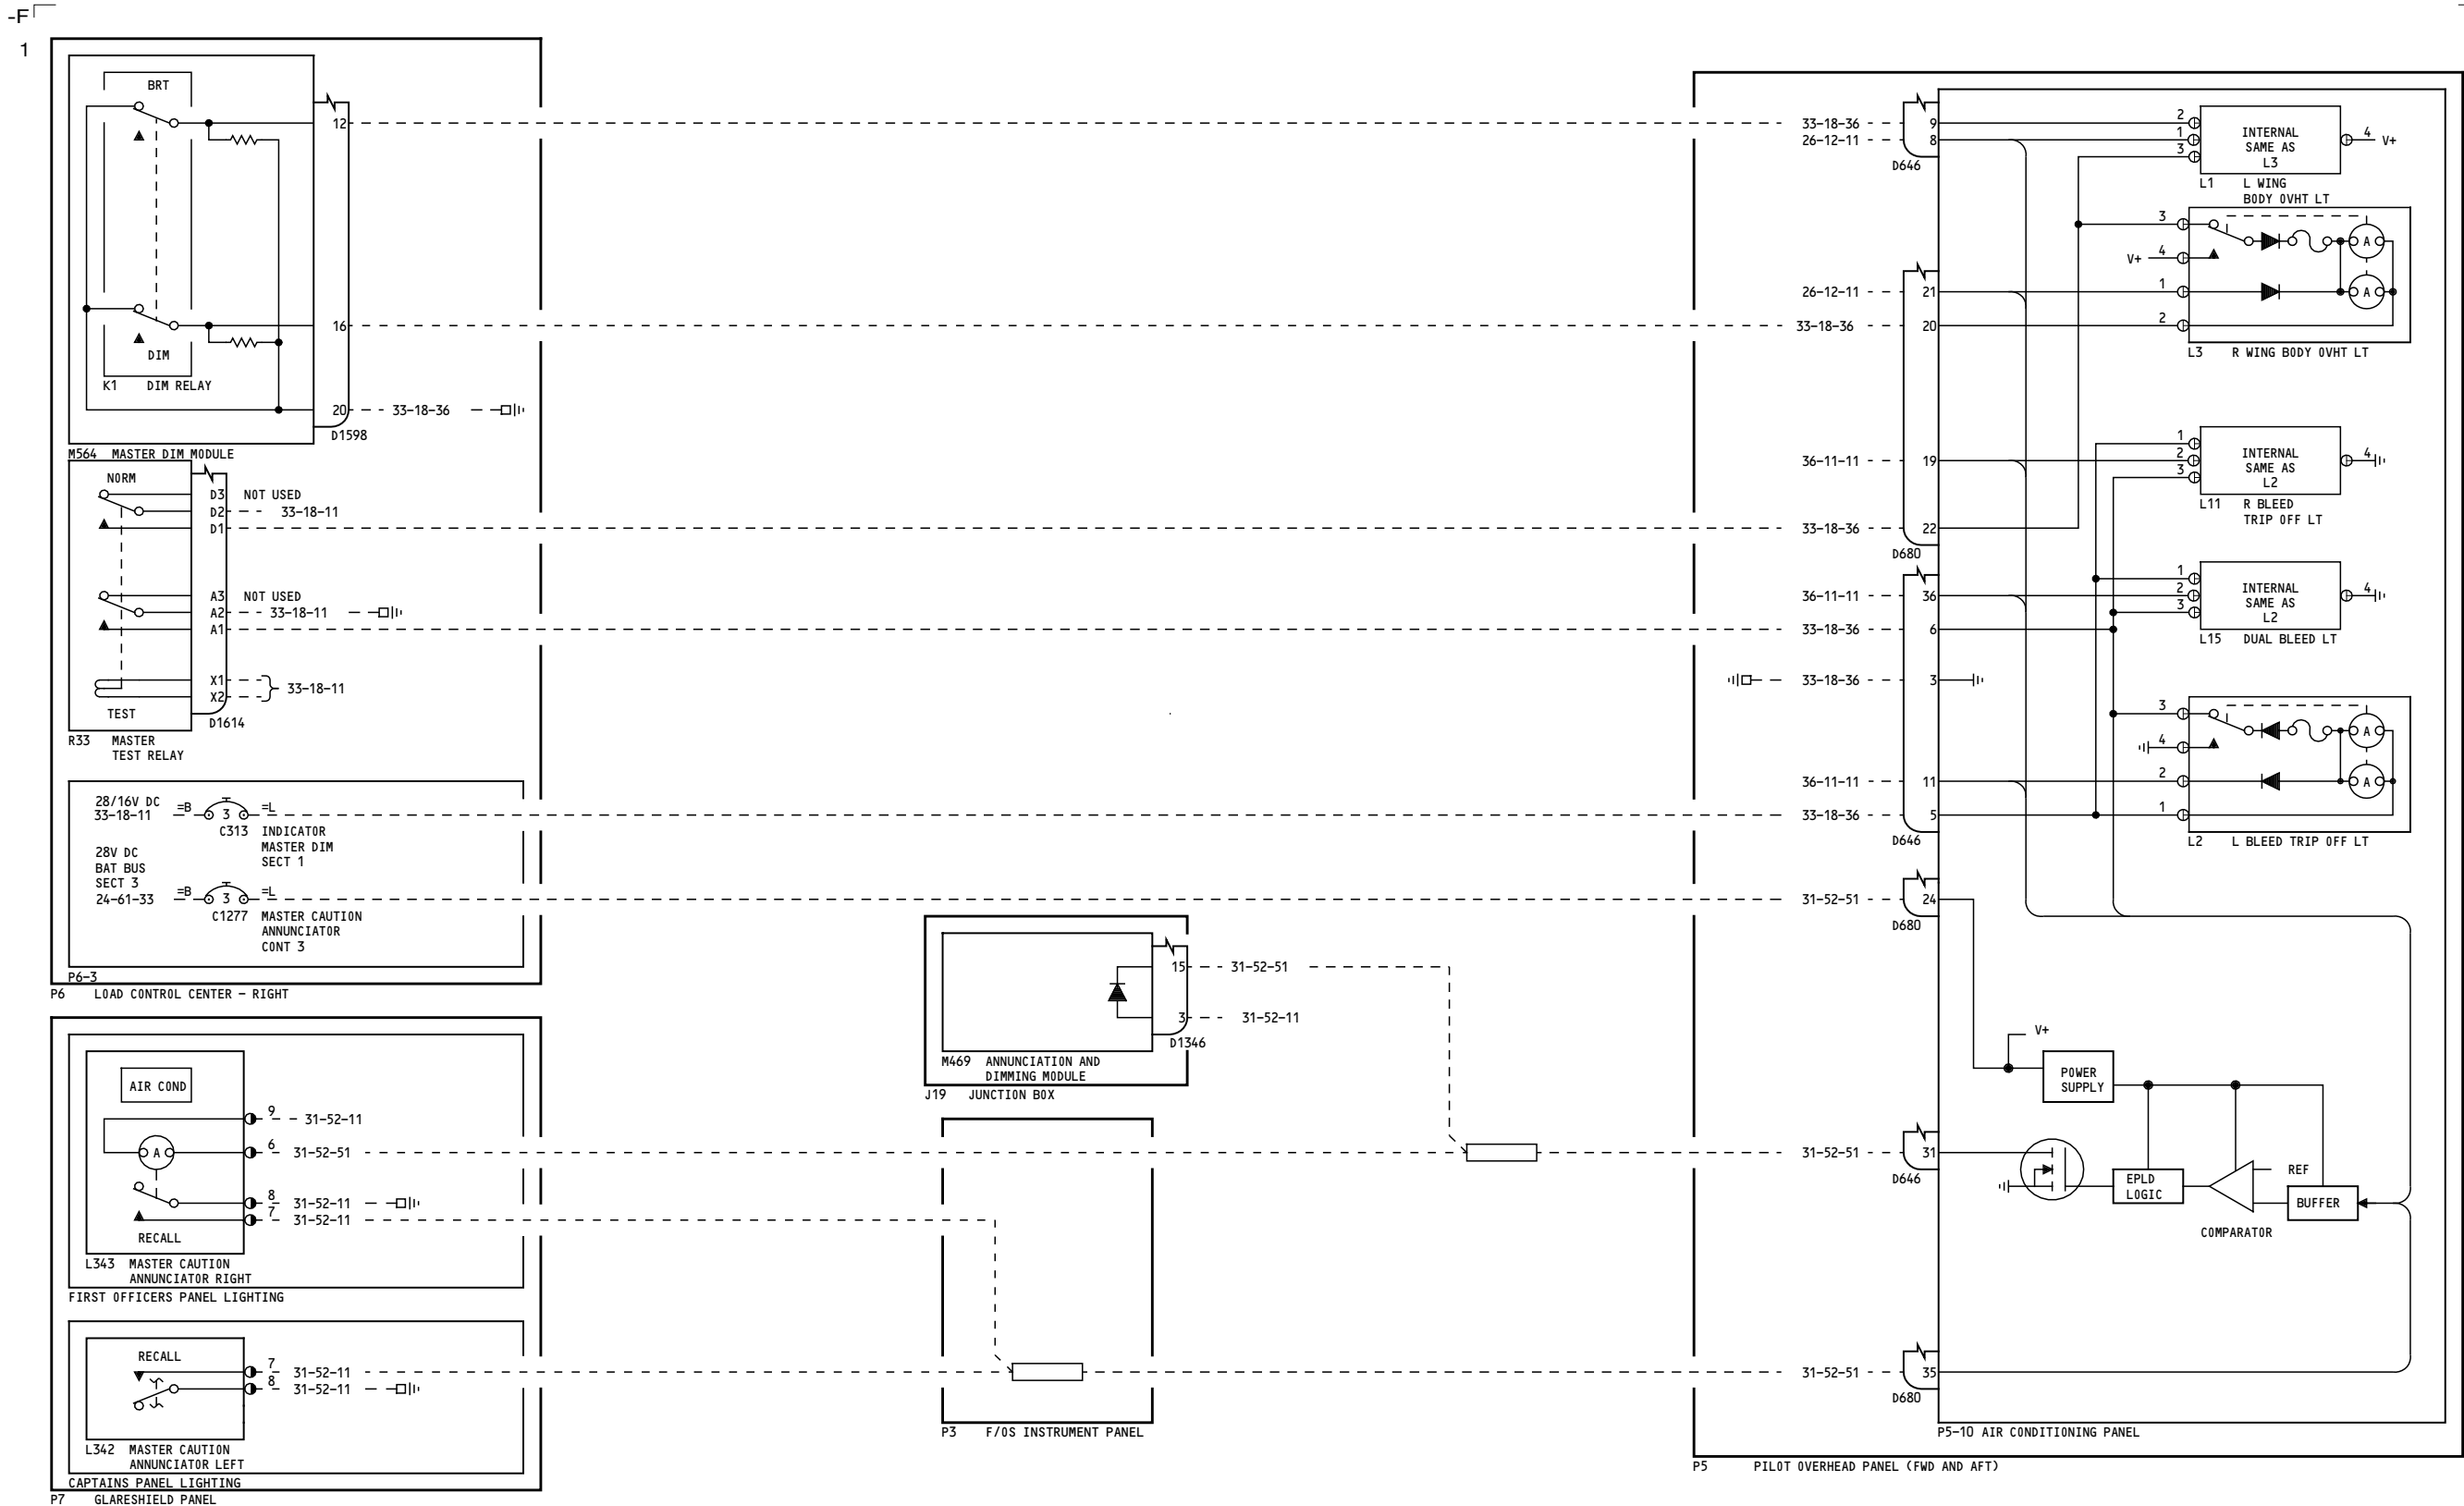 -F
1
BRT
DIM
K1 DIM RELAY
12
16
20
33-18-36
D1598
M564 MASTER DIM MODULE
NORM
D3 NOT USED
D2 33-18-11
D1
A3 NOT USED
A2 33-18-11
A1
X1
X2
33-18-11
TEST
D1614
R33 MASTER
TEST RELAY
28/16V DC
33-18-11
=B
3
=L
C313 INDICATOR
MASTER DIM
SECT 1
28V DC
BAT BUS
SECT 3
24-61-33
=B
3
=L
C1277 MASTER CAUTION
ANNUNCIATOR
CONT 3
P6-3
P6 LOAD CONTROL CENTER - RIGHT
AIR COND
9 31-52-11
A
6 31-52-51
8 31-52-11
7 31-52-11
RECALL
L343 MASTER CAUTION
ANNUNCIATOR RIGHT
FIRST OFFICERS PANEL LIGHTING
RECALL
7 31-52-11
8 31-52-11
L342 MASTER CAUTION
ANNUNCIATOR LEFT
CAPTAINS PANEL LIGHTING
P7 GLARESHIELD PANEL
15 31-52-51
3 31-52-11
D1346
M469 ANNUNCIATION AND
DIMMING MODULE
J19 JUNCTION BOX
P3 F/OS INSTRUMENT PANEL
33-18-36 9
26-12-11 8
D646
26-12-11 21
33-18-36 20
36-11-11 19
33-18-36 22
D680
36-11-11 36
33-18-36 6
33-18-36 3
36-11-11 11
33-18-36 5
D646
31-52-51 24
D680
31-52-51 31
D646
31-52-51 35
D680
2
1
3
INTERNAL
SAME AS
L3
4 V+
L1 L WING
BODY OVHT LT
3
V+ 4
1
2
A
A
L3 R WING BODY OVHT LT
1
2
3
INTERNAL
SAME AS
L2
4
L11 R BLEED
TRIP OFF LT
1
2
3
INTERNAL
SAME AS
L2
4
L15 DUAL BLEED LT
3
4
2
1
A
A
L2 L BLEED TRIP OFF LT
V+
POWER
SUPPLY
EPLD
LOGIC
REF
BUFFER
COMPARATOR
P5-10 AIR CONDITIONING PANEL
P5 PILOT OVERHEAD PANEL (FWD AND AFT)